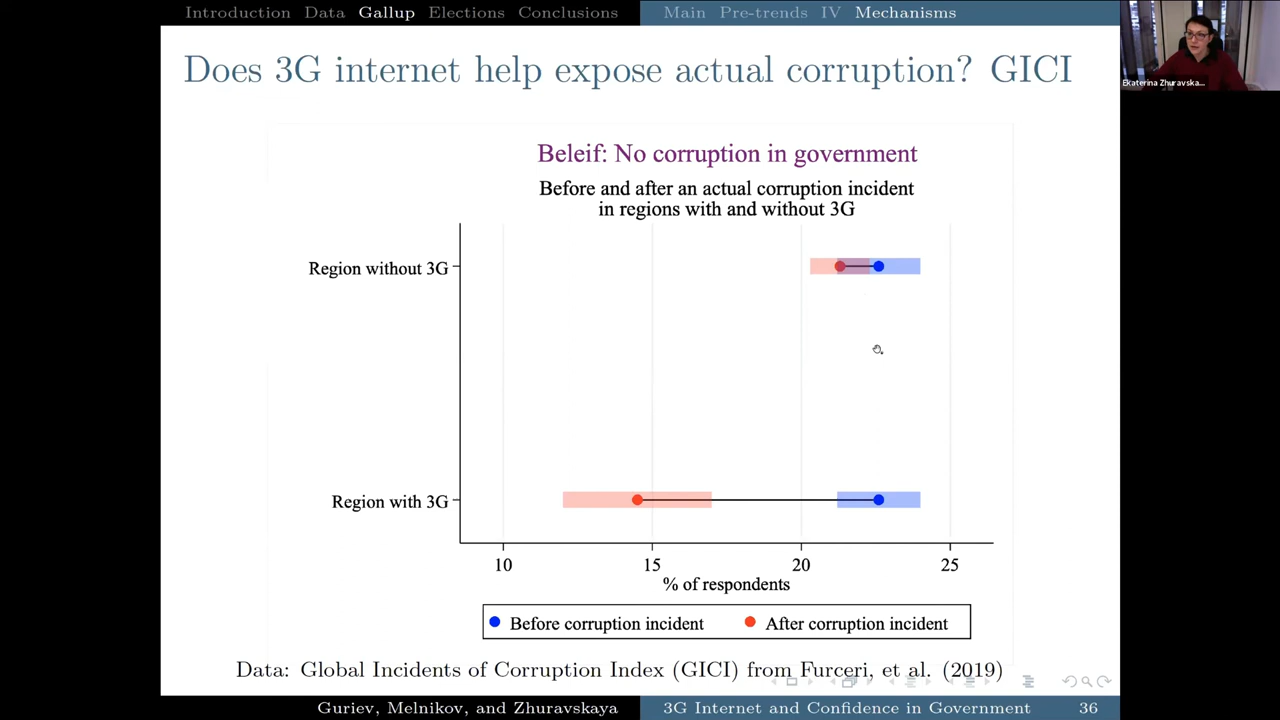 Introduction Data Gallup Elections Conclusions Main Pre-trends IV Mechanisms
Ekaterina Zhuravska...
Does 3G internet help expose actual corruption? GICI
Beleif: No corruption in government
Before and after an actual corruption incident
in regions with and without 3G
Region without 3G
Region with 3G
10 15 20 25
% of respondents
Before corruption incident After corruption incident
Data: Global Incidents of Corruption Index (GICI) from Furceri, et al. (2019)
Guriev, Melnikov, and Zhuravskaya 3G Internet and Confidence in Government 36